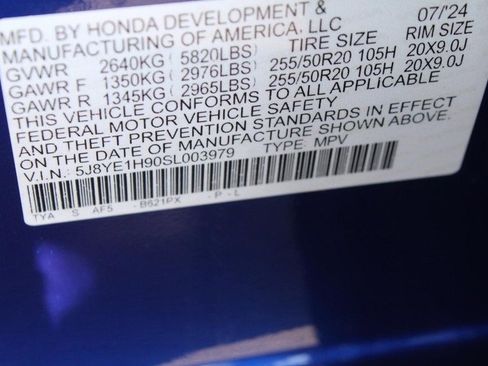 MFD. BY HONDA DEVELOPMENT & 07/24
MANUFACTURING OF AMERICA, LLC
TIRE SIZE RIM SIZE
GVWR 2640KG (5820LBS)
GAWR F 1350KG (2976LBS) 255/50R20 105H 20X9.0J
GAWR R 1345KG (2965LBS) 255/50R20 105H 20X9.0J
THIS VEHICLE CONFORMS TO ALL APPLICABLE
FEDERAL MOTOR VEHICLE SAFETY
AND THEFT PREVENTION STANDARDS IN EFFECT
ON THE DATE OF MANUFACTURE SHOWN ABOVE.
V.I.N.: 5J8YE1H90SL003979 TYPE: MPV
TYA S AF5 -B621PX -P-L